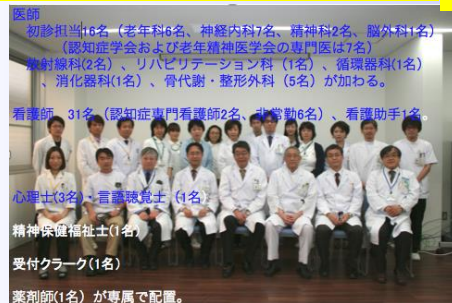 医師
初診担当16名(老年科6名、神経内科7名、精神科2名、脳外科1名)
(認知症学会および老年精神医学会の専門医は7名)
放射線科(2名)、リハビリテーション科(1名)、循環器科(1名)
、消化器科(1名)、骨代謝・整形外科(5名)が加わる。
看護師 31名(認知症専門看護師2名、非常勤6名)、看護助手1名。
心理士(3名)・言語聴覚士(1名)
精神保健福祉士(1名)
受付クラーク(1名)
薬剤師(1名)が専属で配置。